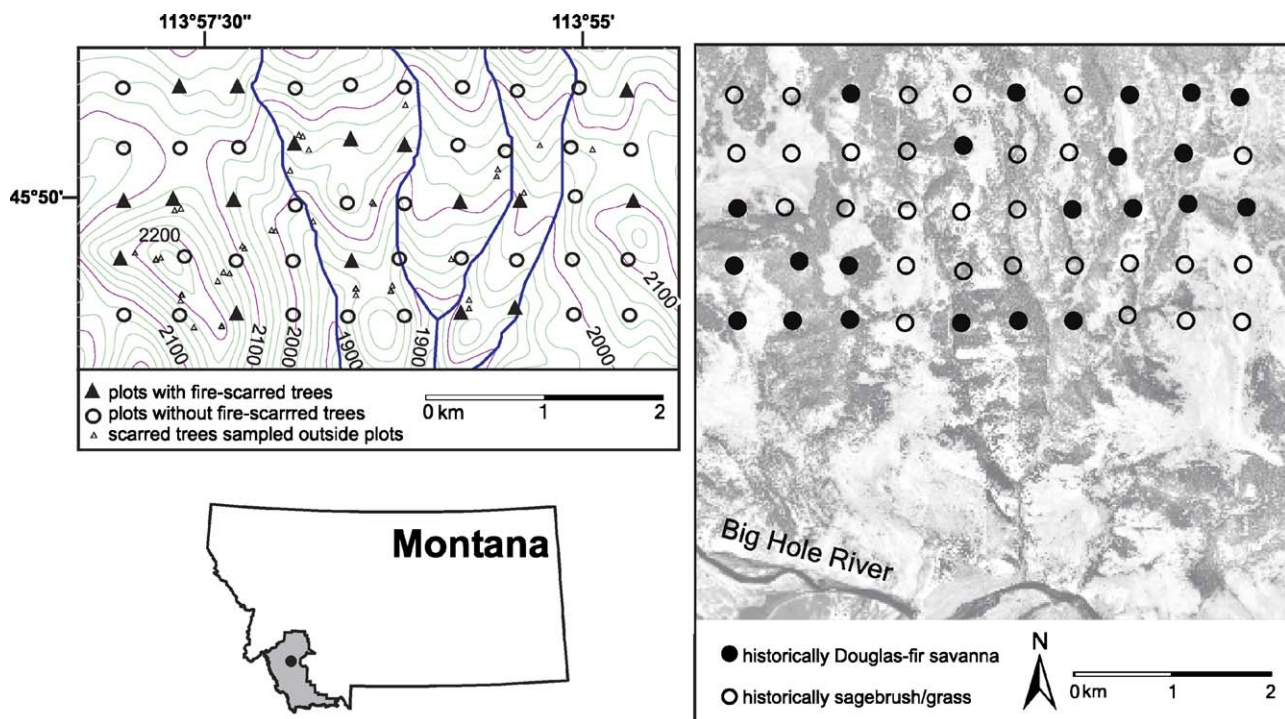 113°57'30"
113°55'
45°50'
2200
2100
2100
2100
2000
1900
1900
2000
plots with fire-scarred trees
plots without fire-scarrred trees
scarred trees sampled outside plots
0 km 1 2
Montana
Big Hole River
historically Douglas-fir savanna
historically sagebrush/grass
N
0 km 1 2